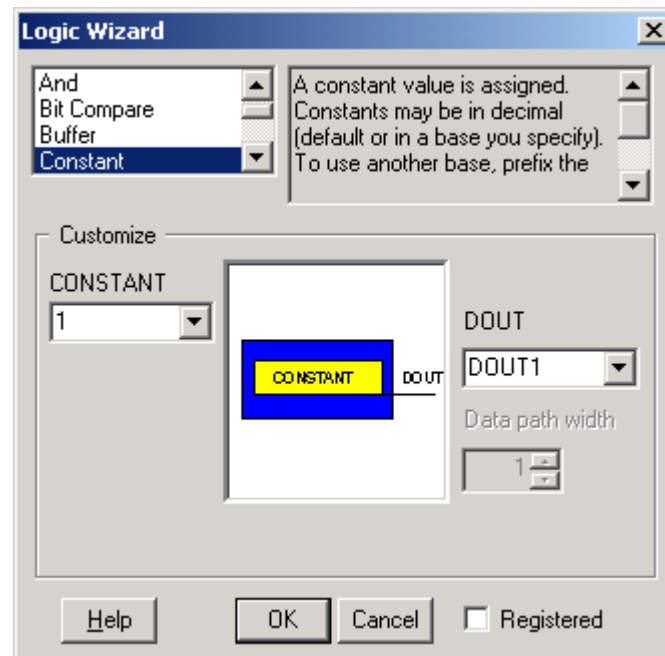 Logic Wizard
And
Bit Compare
Buffer
Constant
A constant value is assigned.
Constants may be in decimal
(default or in a base you specify).
To use another base, prefix the
Customize
CONSTANT
1
CONSTANT
DOUT
DOUT
DOUT1
Data path width
1
Help
OK
Cancel
Registered